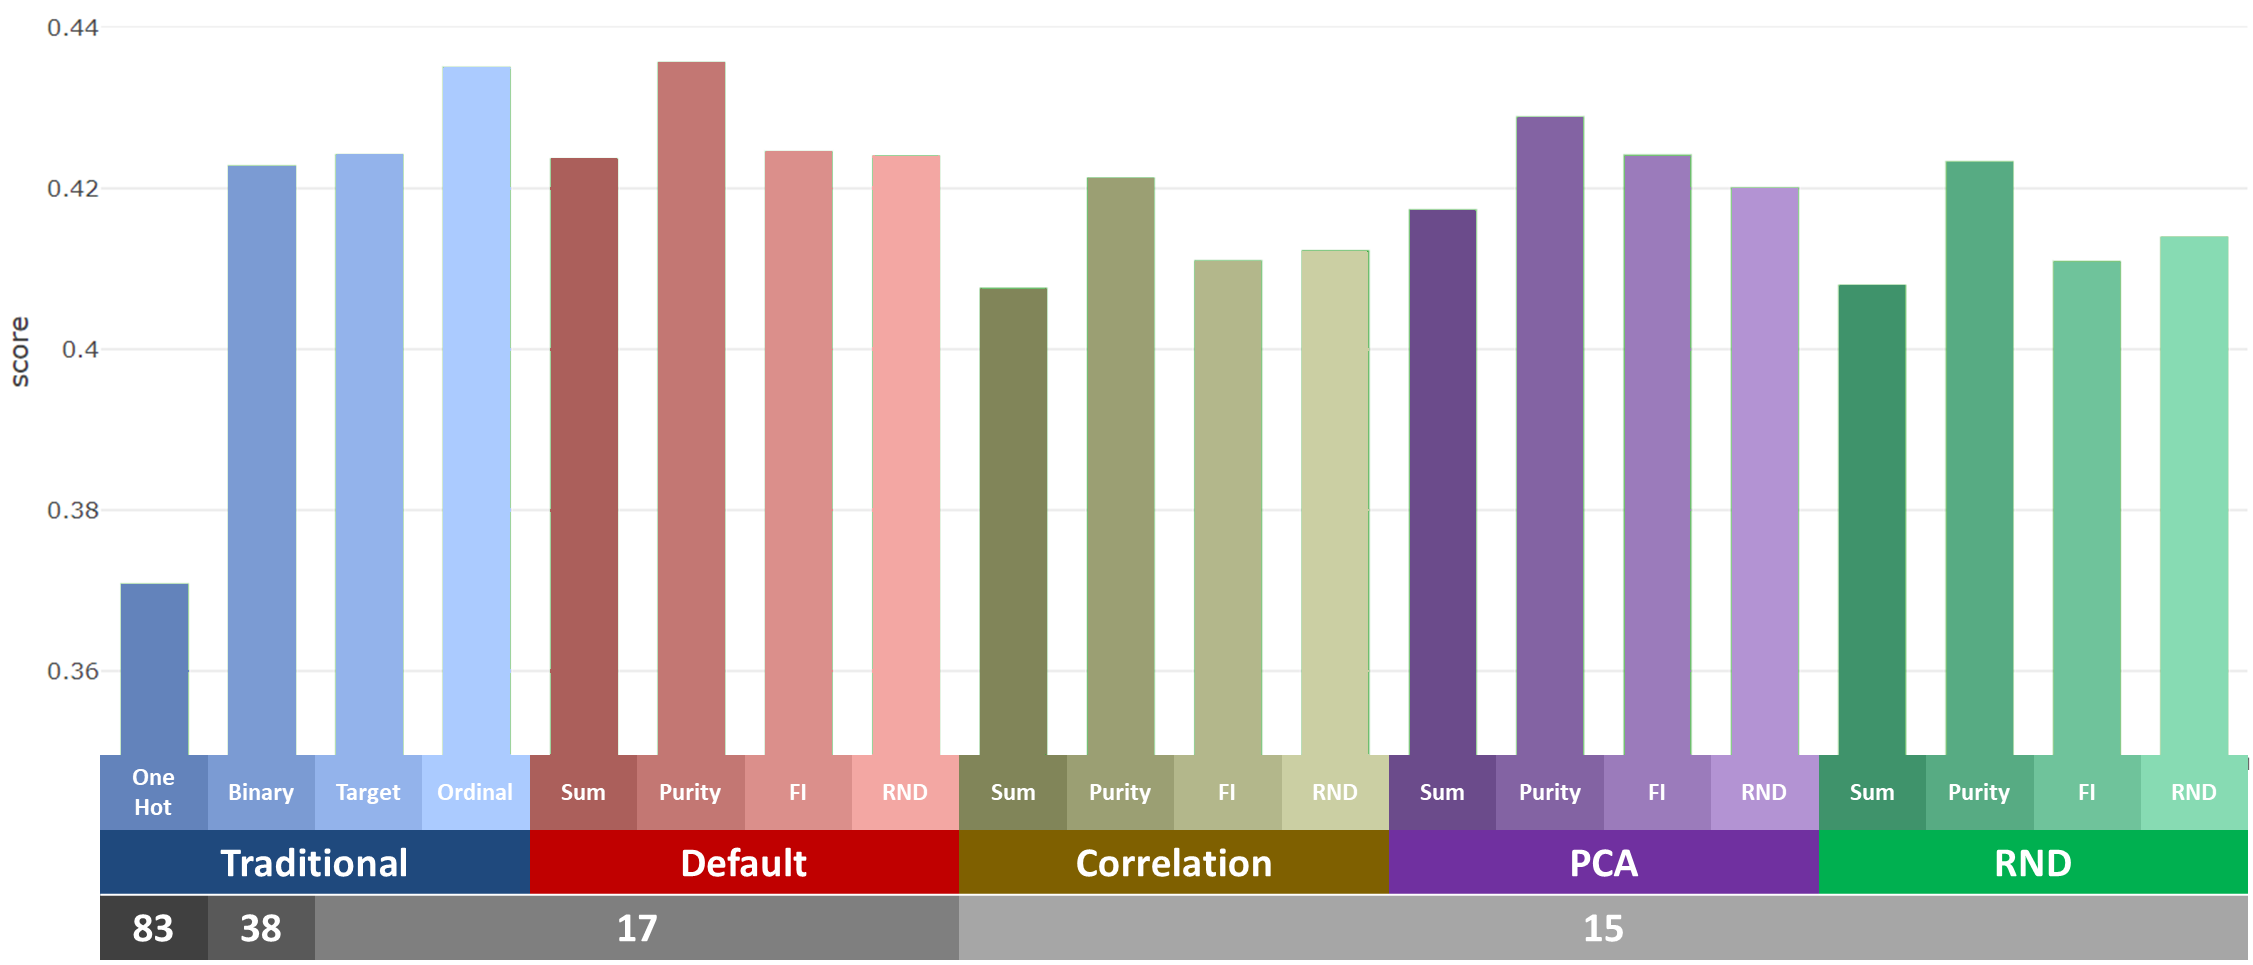 0.44
0.42
0.4
0.38
0.36
score
One
Hot
Binary
Target
Ordinal
Sum
Purity
FI
RND
Sum
Purity
FI
RND
Sum
Purity
FI
RND
Sum
Purity
FI
RND
Traditional
Default
Correlation
PCA
RND
83
38
17
15